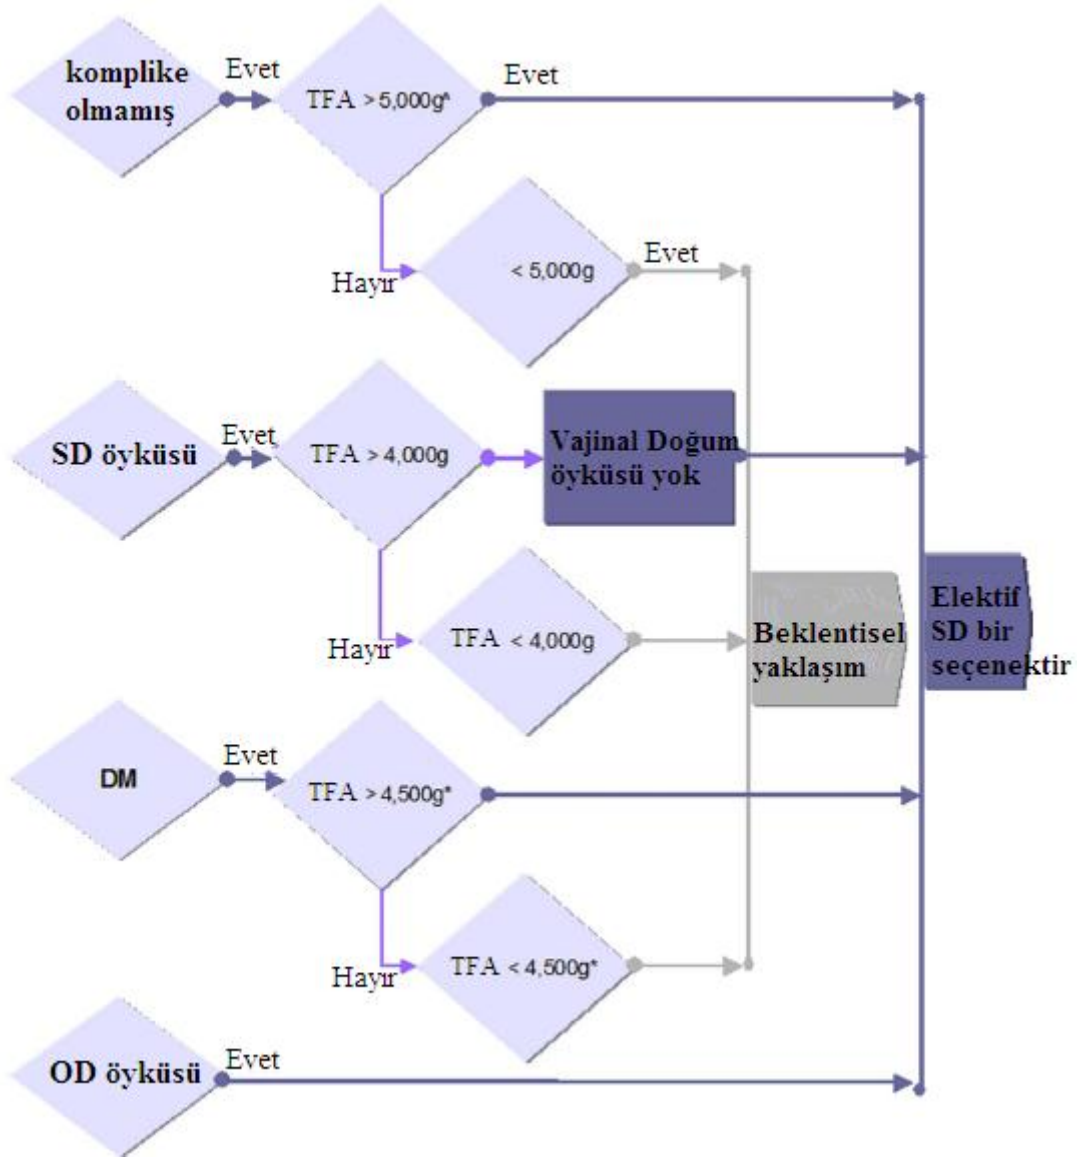 komplike
olmamış
Evet
TFA > 5,000g^
Evet
Hayır
< 5,000g
Evet
SD öyküsü
Evet
TFA > 4,000g
Vajinal Doğum
öyküsü yok
Hayır
TFA < 4,000g
Beklentisel
yaklaşım
Elektif
SD bir
seçenektir
DM
Evet
TFA > 4,500g*
Hayır
TFA < 4,500g*
OD öyküsü
Evet